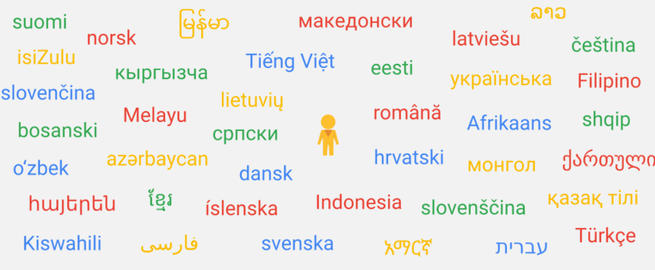 suomi
norsk
မြန်မာ
македонски
latviešu
ລາວ
čeština
isiZulu
кыргызча
Tiếng Việt
eesti
українська
Filipino
slovenčina
Melayu
lietuvių
română
Afrikaans
shqip
bosanski
српски
o‘zbek
azərbaycan
dansk
hrvatski
монгол
ქართული
հայերեն
ខ្មែរ
íslenska
Indonesia
slovenščina
қазақ тілі
Kiswahili
فارسی
svenska
አማርኛ
עברית
Türkçe